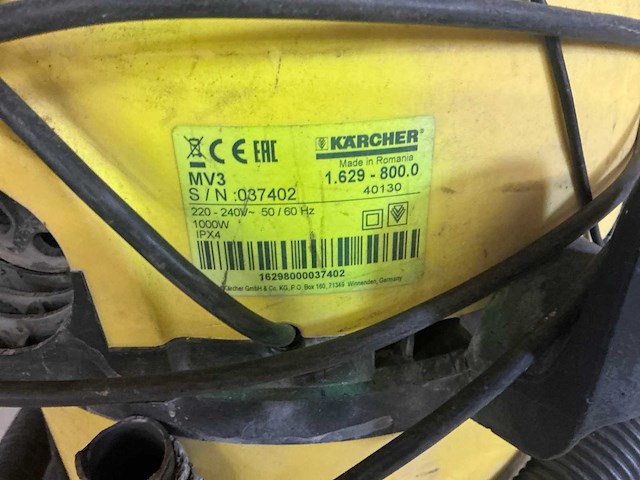 CE EAC KÄRCHER®
Made in Romania
MV3 1.629 - 800.0
S / N :037402 40130
220 - 240V~ 50 / 60 Hz
1000W
IPX4
16298000037402
Kärcher GmbH & Co. KG, P.O. Box 160, 71349 Winnenden, Germany